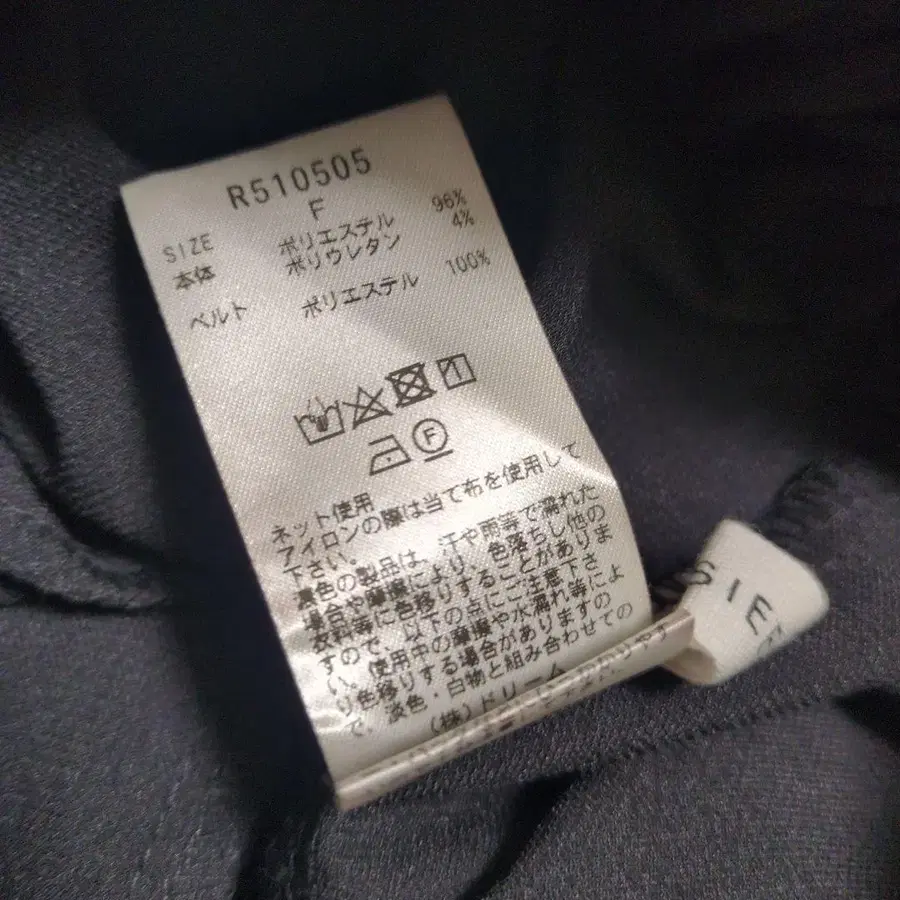 R510505
SIZE F
本体 ポリエステル 96%
ポリウレタン 4%
ベルト ポリエステル 100%
F
ネット使用
アイロンの際は当て布を使用して
下さい。
濃色の製品は、汗や雨等で濡れた
場合や摩擦により、色落ちし他の
衣料等に色移りすることがありま
すので、以下の点にご注意下さ
い。使用中の摩擦や水濡れ等によ
り色移りする場合がありますの
で、淡色・白物と組み合わせての
(株)ドリーム
SIE